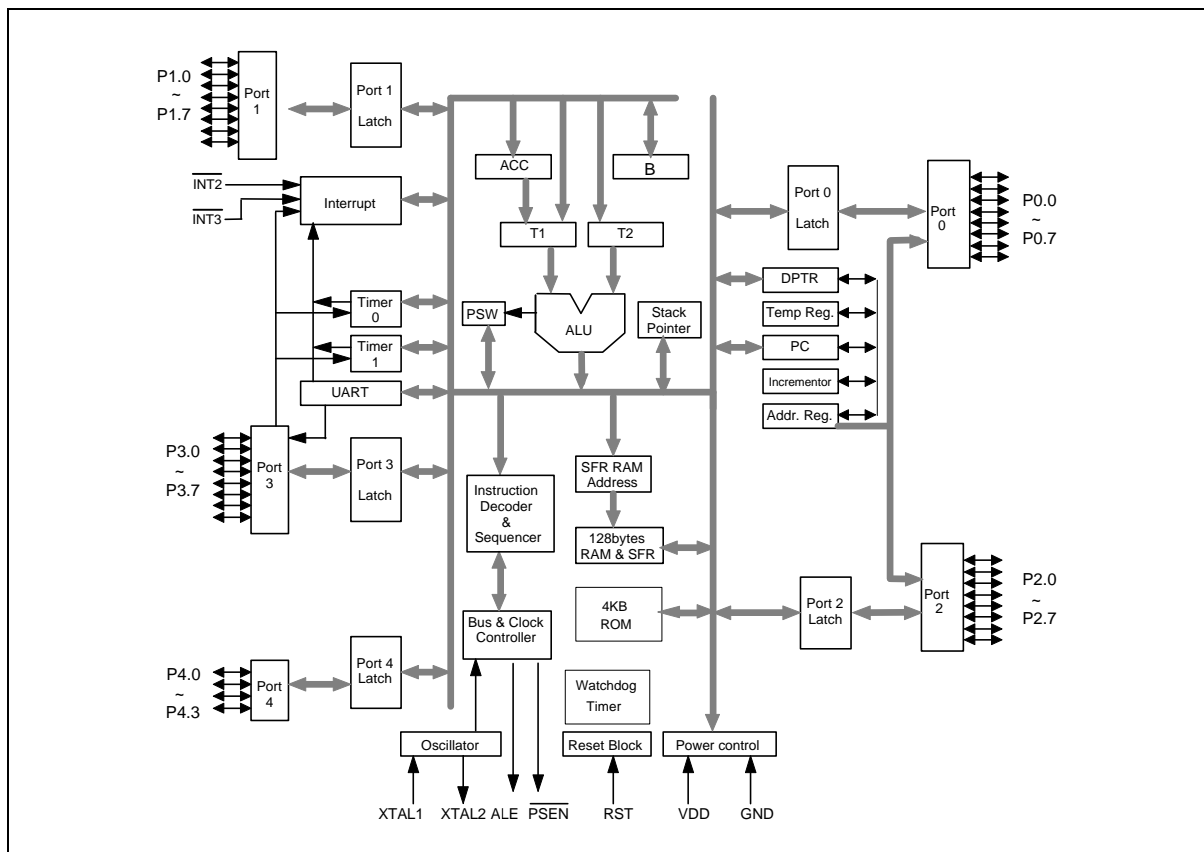 P1.0
~
P1.7
Port
1
Port 1
Latch
INT2
INT3
Interrupt
ACC
B
T1
T2
Port 0
Latch
Port
0
P0.0
~
P0.7
Timer
0
Timer
1
UART
PSW
ALU
Stack
Pointer
DPTR
Temp Reg.
PC
Incrementor
Addr. Reg.
P3.0
~
P3.7
Port
3
Port 3
Latch
Instruction
Decoder
&
Sequencer
SFR RAM
Address
128bytes
RAM & SFR
4KB
ROM
Bus & Clock
Controller
Port 2
Latch
Port
2
P2.0
~
P2.7
P4.0
~
P4.3
Port
4
Port 4
Latch
Watchdog
Timer
Oscillator
Reset Block
Power control
XTAL1
XTAL2
ALE
PSEN
RST
VDD
GND